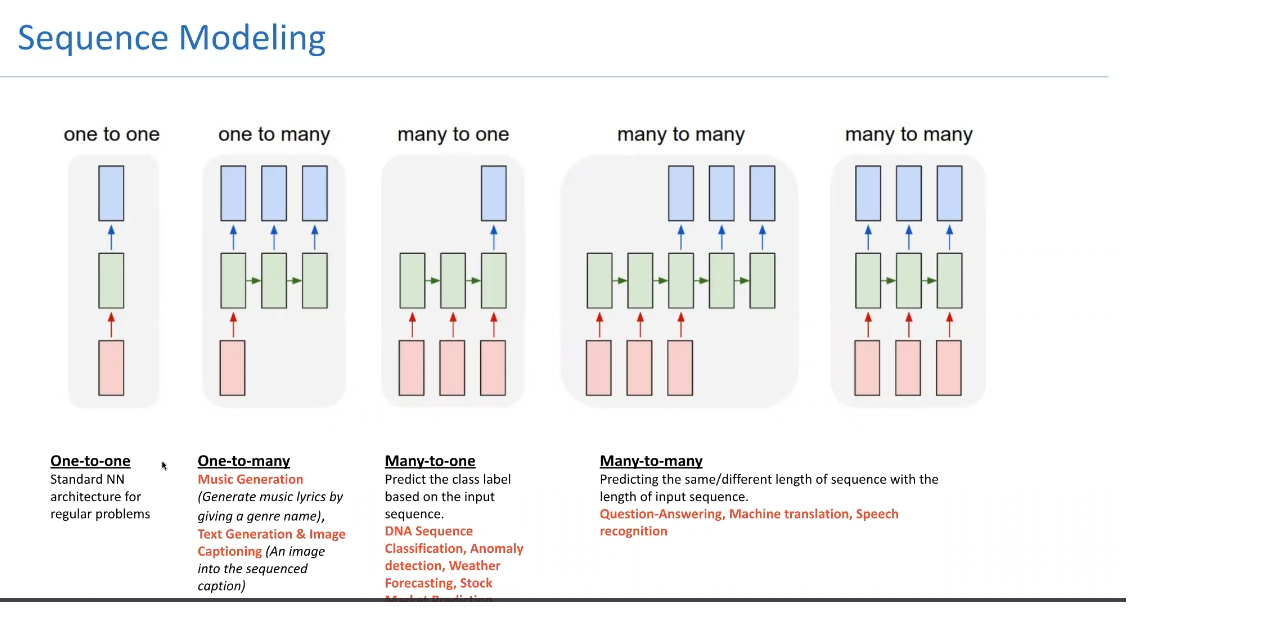 Sequence Modeling
one to one
one to many
many to one
many to many
many to many
One-to-one
Standard NN
architecture for
regular problems
One-to-many
Music Generation
(Generate music lyrics by
giving a genre name),
Text Generation & Image
Captioning (An image
into the sequenced
caption)
Many-to-one
Predict the class label
based on the input
sequence.
DNA Sequence
Classification, Anomaly
detection, Weather
Forecasting, Stock
Market Prediction
Many-to-many
Predicting the same/different length of sequence with the
length of input sequence.
Question-Answering, Machine translation, Speech
recognition